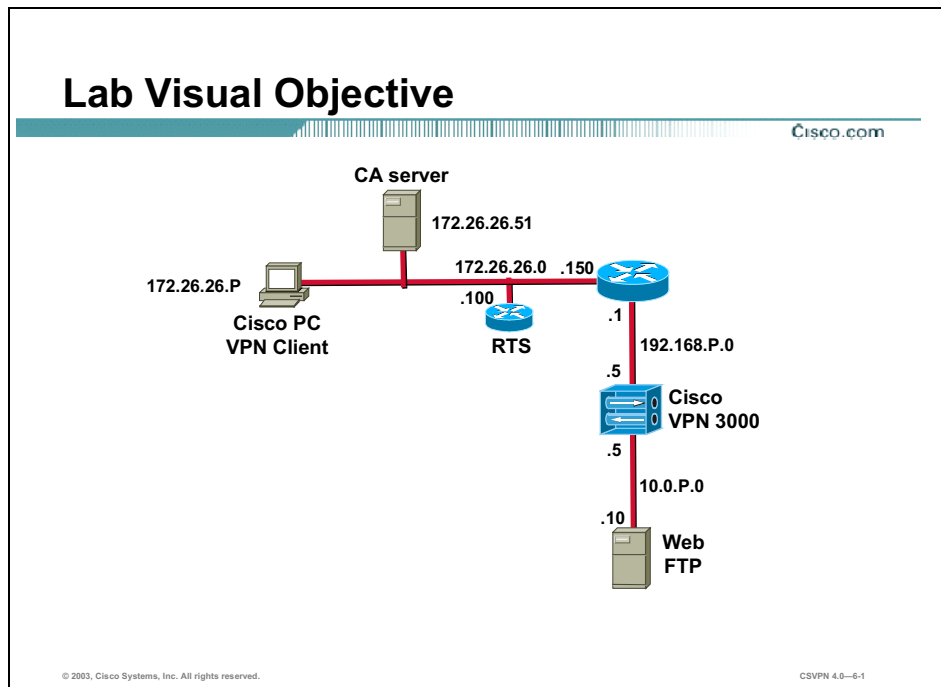 Lab Visual Objective
Cisco.com
CA server
172.26.26.51
172.26.26.0
.150
172.26.26.P
.100
Cisco PC
VPN Client
RTS
.1
192.168.P.0
.5
Cisco
VPN 3000
.5
10.0.P.0
.10
Web
FTP
© 2003, Cisco Systems, Inc. All rights reserved.
CSVPN 4.0—6-1